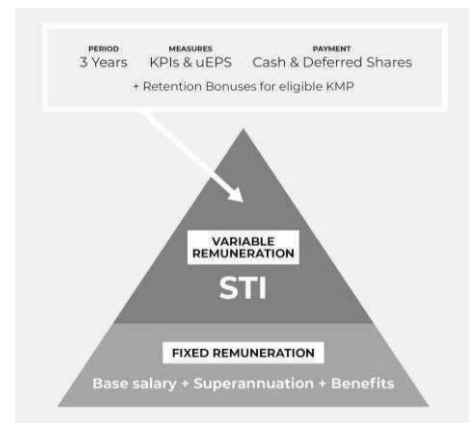 PERIOD MEASURES PAYMENT
3 Years KPIs & uEPS Cash & Deferred Shares
+ Retention Bonuses for eligible KMP
VARIABLE
REMUNERATION
STI
FIXED REMUNERATION
Base salary + Superannuation + Benefits